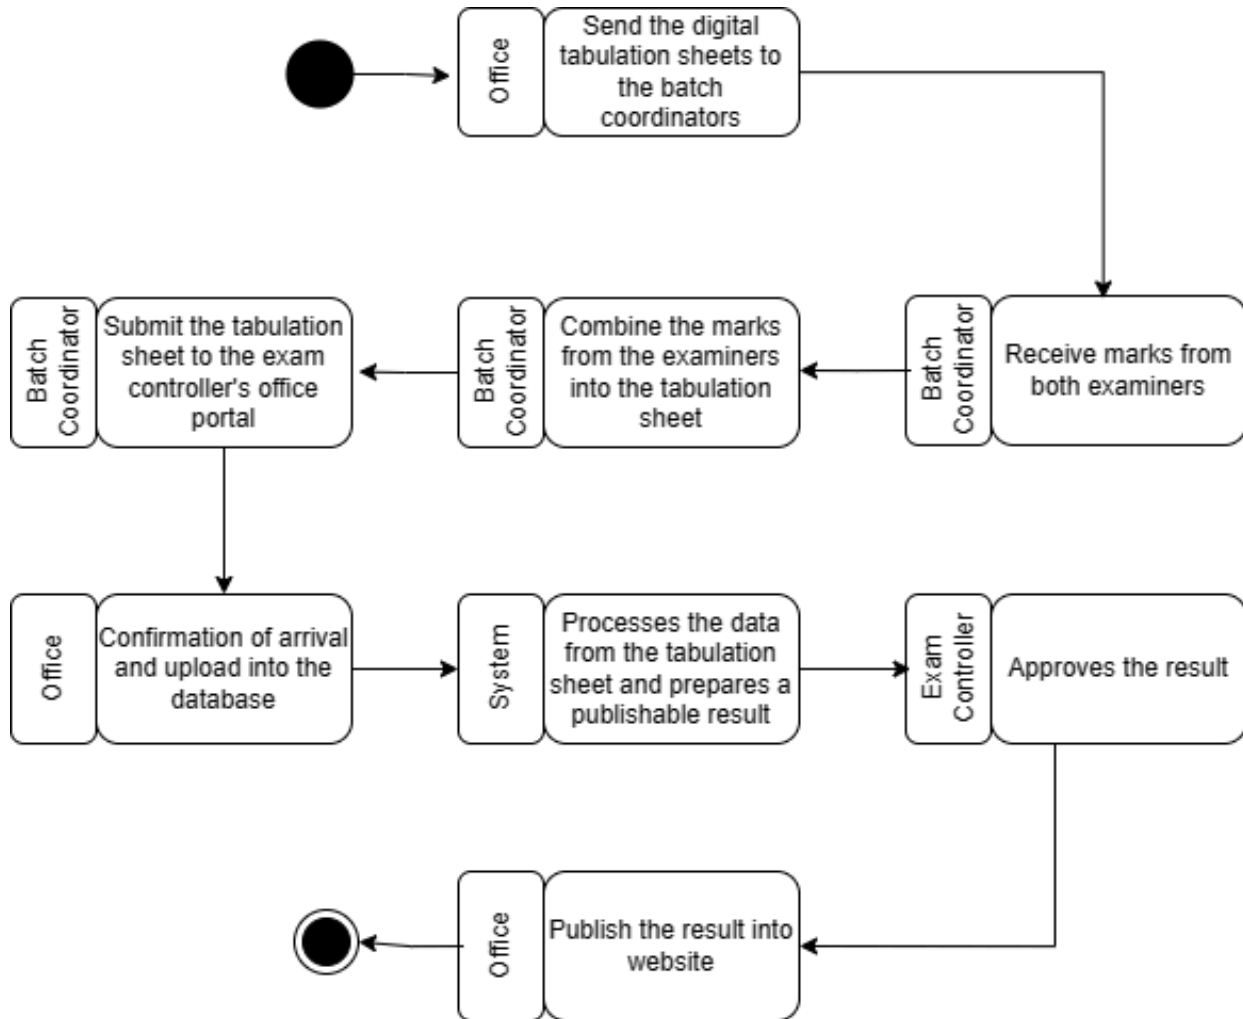 Office
Send the digital
tabulation sheets to
the batch
coordinators
Batch
Coordinator
Submit the tabulation
sheet to the exam
controller's office
portal
Batch
Coordinator
Combine the marks
from the examiners
into the tabulation
sheet
Batch
Coordinator
Receive marks from
both examiners
Office
Confirmation of arrival
and upload into the
database
System
Processes the data
from the tabulation
sheet and prepares a
publishable result
Exam
Controller
Approves the result
Office
Publish the result into
website